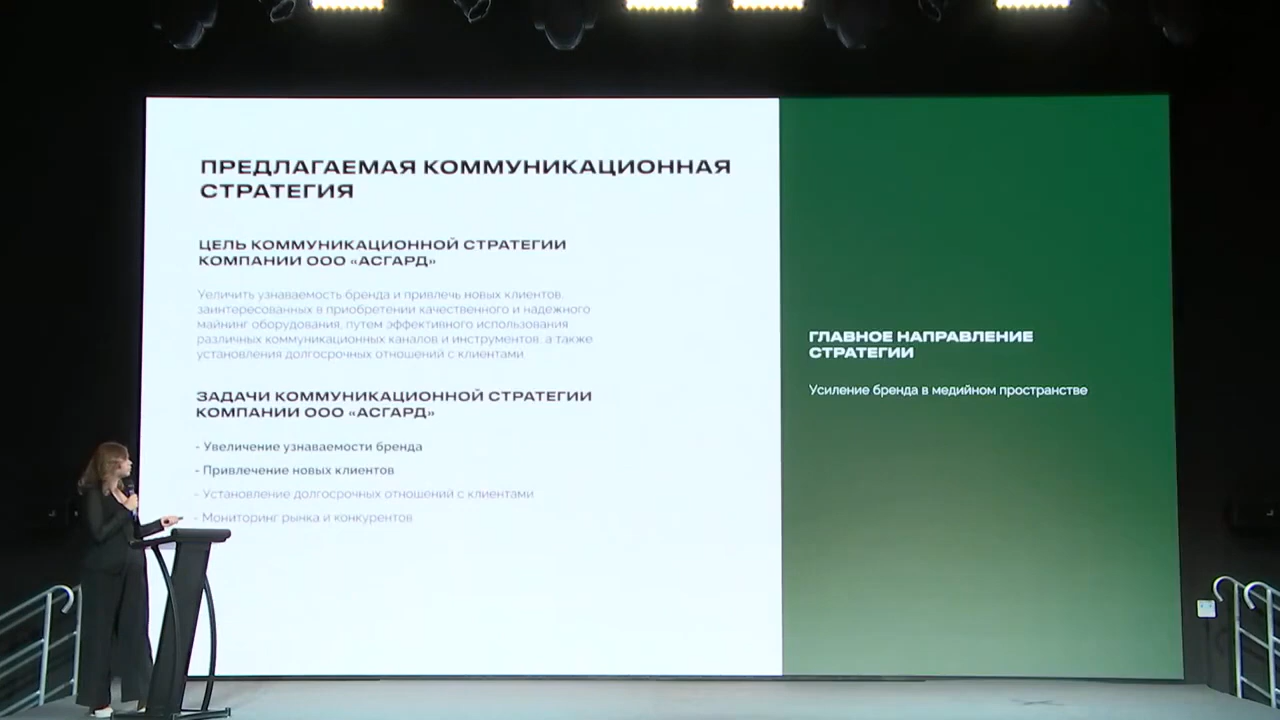 ПРЕДЛАГАЕМАЯ КОММУНИКАЦИОННАЯ
СТРАТЕГИЯ
ЦЕЛЬ КОММУНИКАЦИОННОЙ СТРАТЕГИИ
КОМПАНИИ ООО «АСГАРД»
Увеличить узнаваемость бренда и привлечь новых клиентов,
заинтересованных в приобретении качественного и надежного
майнинг оборудования, путем эффективного использования
различных коммуникационных каналов и инструментов, а также
установления долгосрочных отношений с клиентами
ЗАДАЧИ КОММУНИКАЦИОННОЙ СТРАТЕГИИ
КОМПАНИИ ООО «АСГАРД»
- Увеличение узнаваемости бренда
- Привлечение новых клиентов
- Установление долгосрочных отношений с клиентами
- Мониторинг рынка и конкурентов
ГЛАВНОЕ НАПРАВЛЕНИЕ
СТРАТЕГИИ
Усиление бренда в медийном пространстве